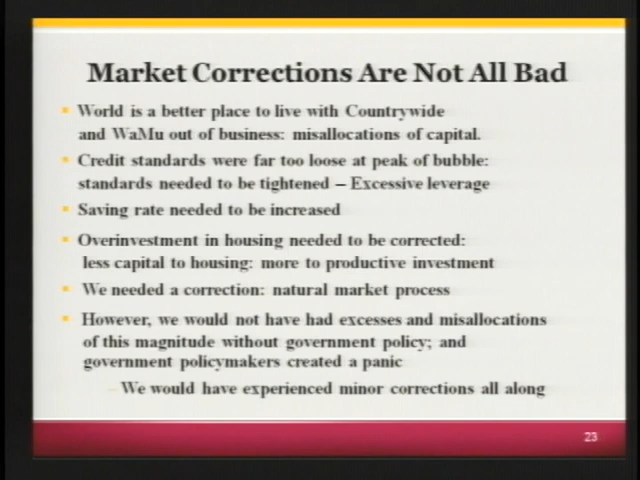 Market Corrections Are Not All Bad
World is a better place to live with Countrywide
and WaMu out of business: misallocations of capital.
Credit standards were far too loose at peak of bubble:
standards needed to be tightened – Excessive leverage
Saving rate needed to be increased
Overinvestment in housing needed to be corrected:
less capital to housing: more to productive investment
We needed a correction: natural market process
However, we would not have had excesses and misallocations
of this magnitude without government policy; and
government policymakers created a panic
– We would have experienced minor corrections all along
23